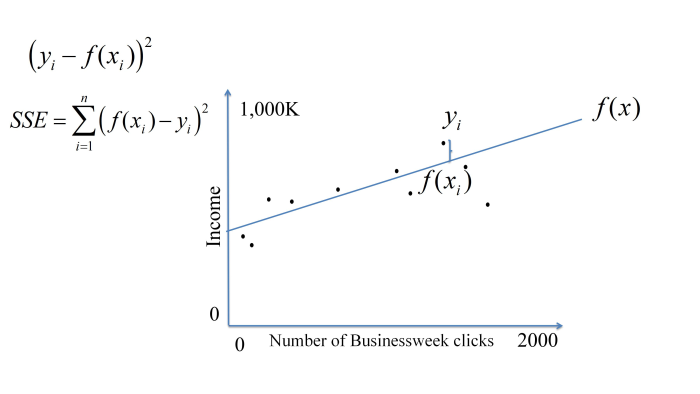 (y_i − f(x_i))²
SSE = ∑_{i=1}^{n} (f(x_i) − y_i)²
1,000K
y_i
f(x)
f(x_i)
Income
0
0
Number of Businessweek clicks
2000